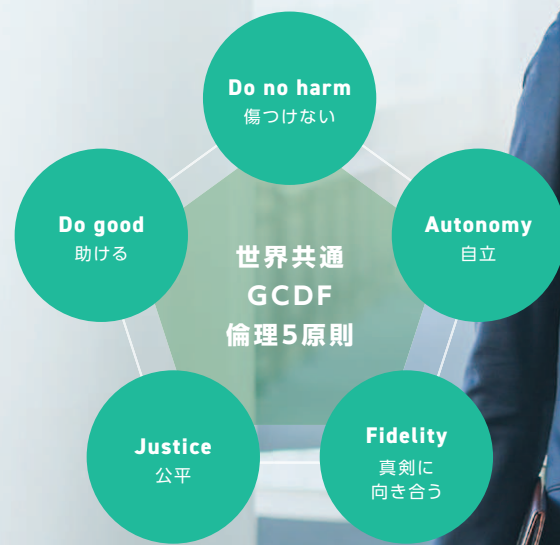 Do no harm
傷つけない
Do good
助ける
Autonomy
自立
世界共通
GCDF
倫理5原則
Justice
公平
Fidelity
真剣に
向き合う